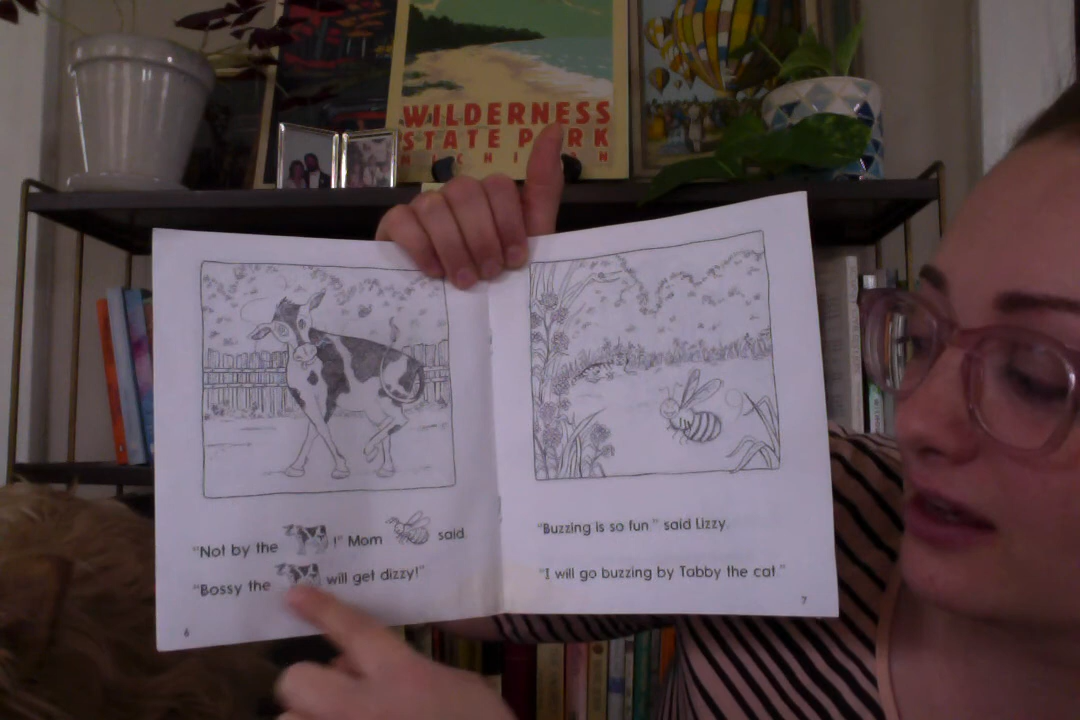 WILDERNESS
STATE PARK
MICHIGAN
"Not by the !" Mom said.
"Bossy the will get dizzy!"
6
"Buzzing is so fun." said Lizzy.
"I will go buzzing by Tabby the cat."
7